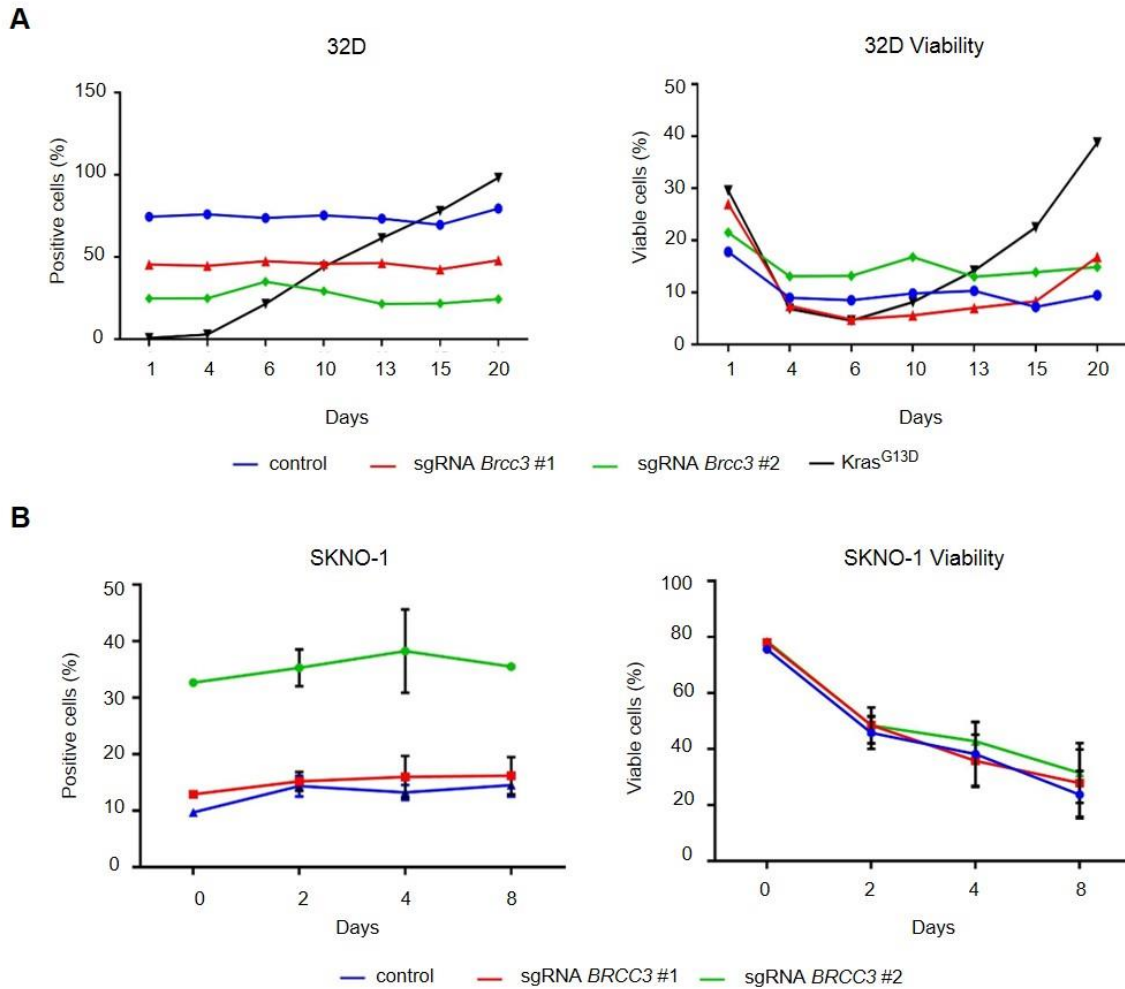 A
32D
Positive cells (%)
150
100
50
0
1 4 6 10 13 15 20
Days
32D Viability
Viable cells (%)
50
40
30
20
10
0
1 4 6 10 13 15 20
Days
control sgRNA Brcc3 #1 sgRNA Brcc3 #2 Kras^G13D
B
SKNO-1
Positive cells (%)
50
40
30
20
10
0
0 2 4 8
Days
SKNO-1 Viability
Viable cells (%)
100
80
60
40
20
0
0 2 4 8
Days
control sgRNA BRCC3 #1 sgRNA BRCC3 #2